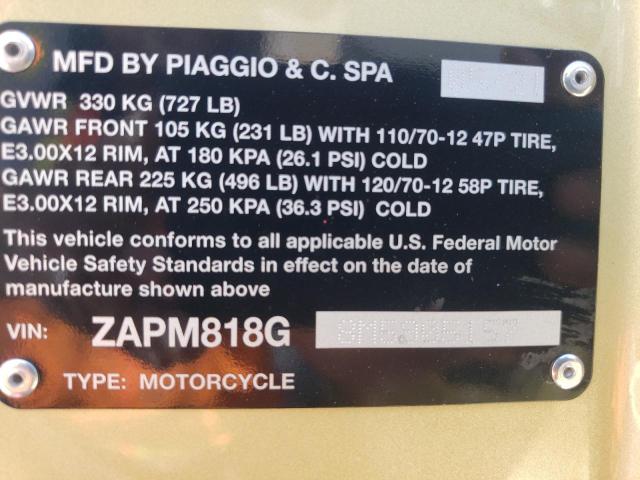 MFD BY PIAGGIO & C. SPA
GVWR 330 KG (727 LB)
GAWR FRONT 105 KG (231 LB) WITH 110/70-12 47P TIRE,
E3.00X12 RIM, AT 180 KPA (26.1 PSI) COLD
GAWR REAR 225 KG (496 LB) WITH 120/70-12 58P TIRE,
E3.00X12 RIM, AT 250 KPA (36.3 PSI) COLD
This vehicle conforms to all applicable U.S. Federal Motor
Vehicle Safety Standards in effect on the date of
manufacture shown above
VIN: ZAPM818G
TYPE: MOTORCYCLE